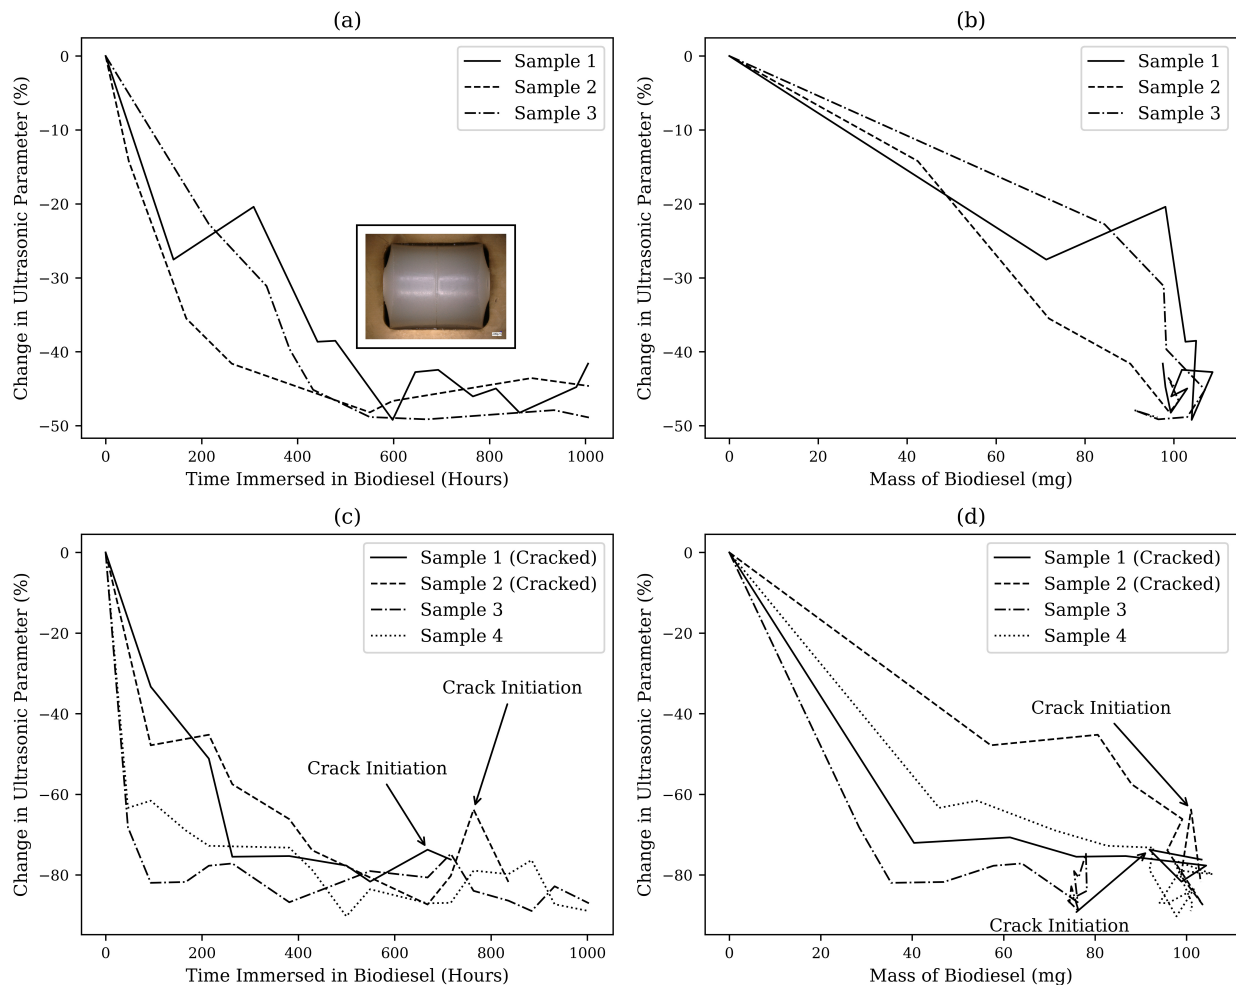 (a)
0
−10
−20
−30
−40
−50
Change in Ultrasonic Parameter (%)
Sample 1
Sample 2
Sample 3
0
200
400
600
800
1000
Time Immersed in Biodiesel (Hours)
(b)
0
−10
−20
−30
−40
−50
Change in Ultrasonic Parameter (%)
Sample 1
Sample 2
Sample 3
0
20
40
60
80
100
Mass of Biodiesel (mg)
(c)
0
−20
−40
−60
−80
Change in Ultrasonic Parameter (%)
Sample 1 (Cracked)
Sample 2 (Cracked)
Sample 3
Sample 4
Crack Initiation
Crack Initiation
0
200
400
600
800
1000
Time Immersed in Biodiesel (Hours)
(d)
0
−20
−40
−60
−80
Change in Ultrasonic Parameter (%)
Sample 1 (Cracked)
Sample 2 (Cracked)
Sample 3
Sample 4
Crack Initiation
Crack Initiation
0
20
40
60
80
100
Mass of Biodiesel (mg)